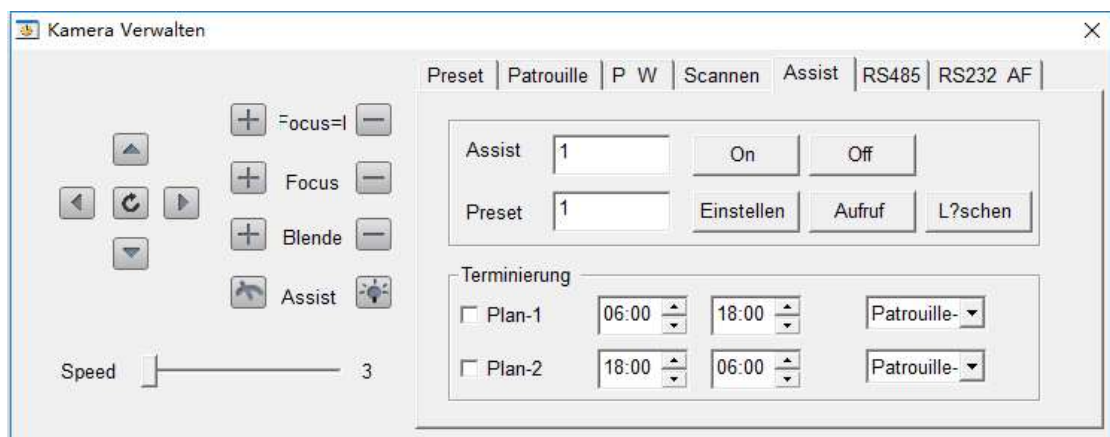 Kamera Verwalten
Preset Patrouille P W Scannen Assist RS485 RS232 AF
Focus=I
Focus
Blende
Assist
Speed 3
Assist 1 On Off
Preset 1 Einstellen Aufruf L?schen
Terminierung
Plan-1 06:00 18:00 Patrouille-
Plan-2 18:00 06:00 Patrouille-